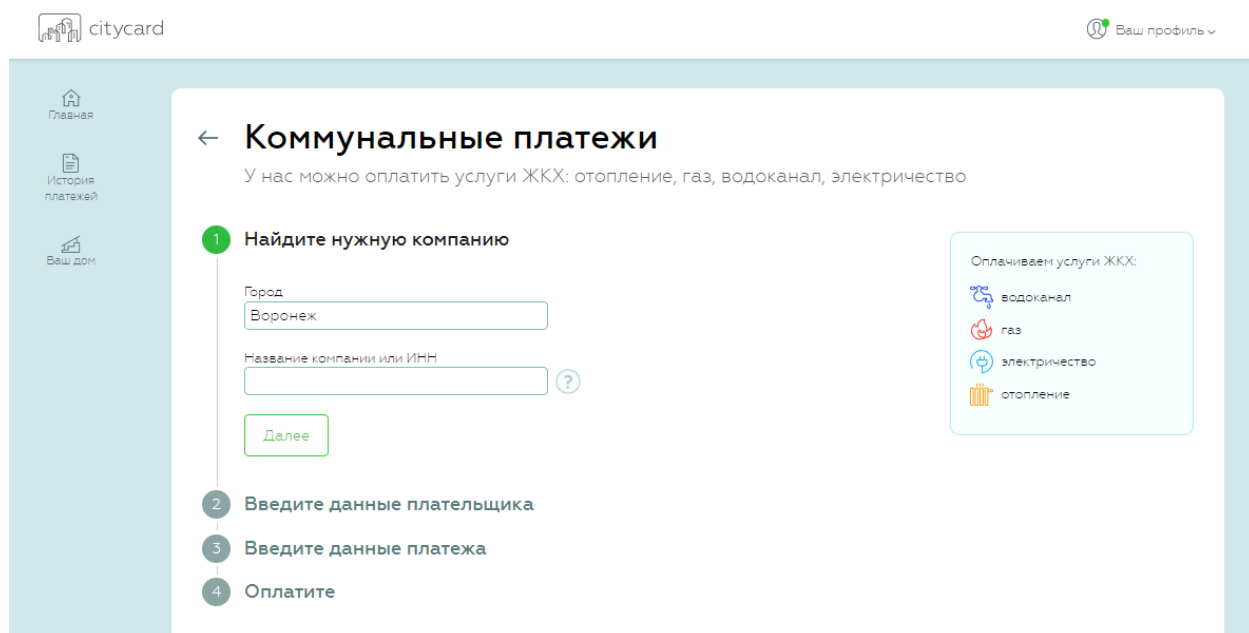 citycard
Ваш профиль
Главная
История
платежей
Ваш дом
Коммунальные платежи
У нас можно оплатить услуги ЖКХ: отопление, газ, водоканал, электричество
1 Найдите нужную компанию
Город
Воронеж
Название компании или ИНН
?
Далее
2 Введите данные плательщика
3 Введите данные платежа
4 Оплатите
Оплачиваем услуги ЖКХ:
водоканал
газ
электричество
отопление